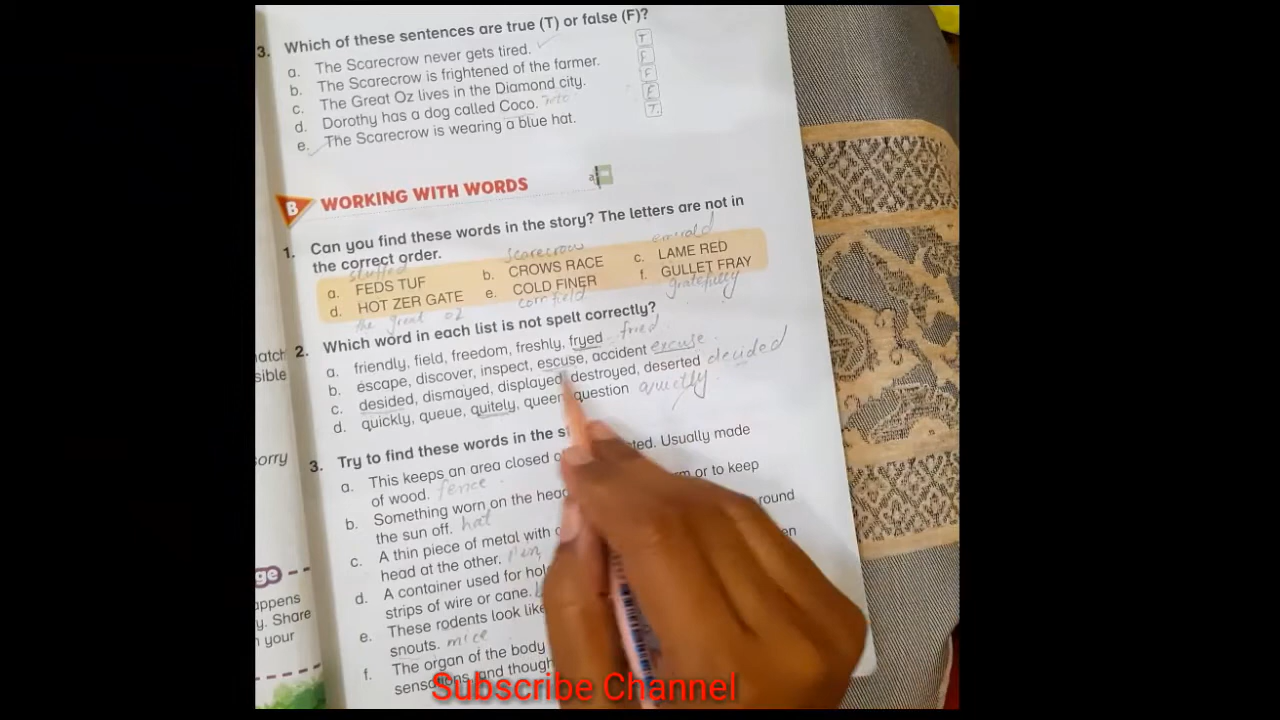 3. Which of these sentences are true (T) or false (F)?
a. The Scarecrow never gets tired. T
b. The Scarecrow is frightened of the farmer. F
c. The Great Oz lives in the Diamond city. F
d. Dorothy has a dog called Coco. F
e. The Scarecrow is wearing a blue hat. T
B WORKING WITH WORDS
1. Can you find these words in the story? The letters are not in
the correct order.
stuffed scarecrow emerald
a. FEDS TUF b. CROWS RACE c. LAME RED
d. HOT ZER GATE e. COLD FINER f. GULLET FRAY
the great oz cornfield gratefully
2. Which word in each list is not spelt correctly?
a. friendly, field, freedom, freshly, fryed fried
b. escape, discover, inspect, escuse, accident excuse
c. desided, dismayed, displayed, destroyed, deserted decided
d. quickly, queue, quitely, queen, question quietly
3. Try to find these words in the
a. This keeps an area closed Usually made
of wood. fence
b. Something worn on the head or to keep
the sun off. hat
c. A thin piece of metal with round
head at the other.
d. A container used for
strips of wire or cane.
e. These rodents look like
snouts. mice
f. The organ of the body
sensations, and
atch
sible
orry
ge
appens
y. Share
your
Subscribe Channel